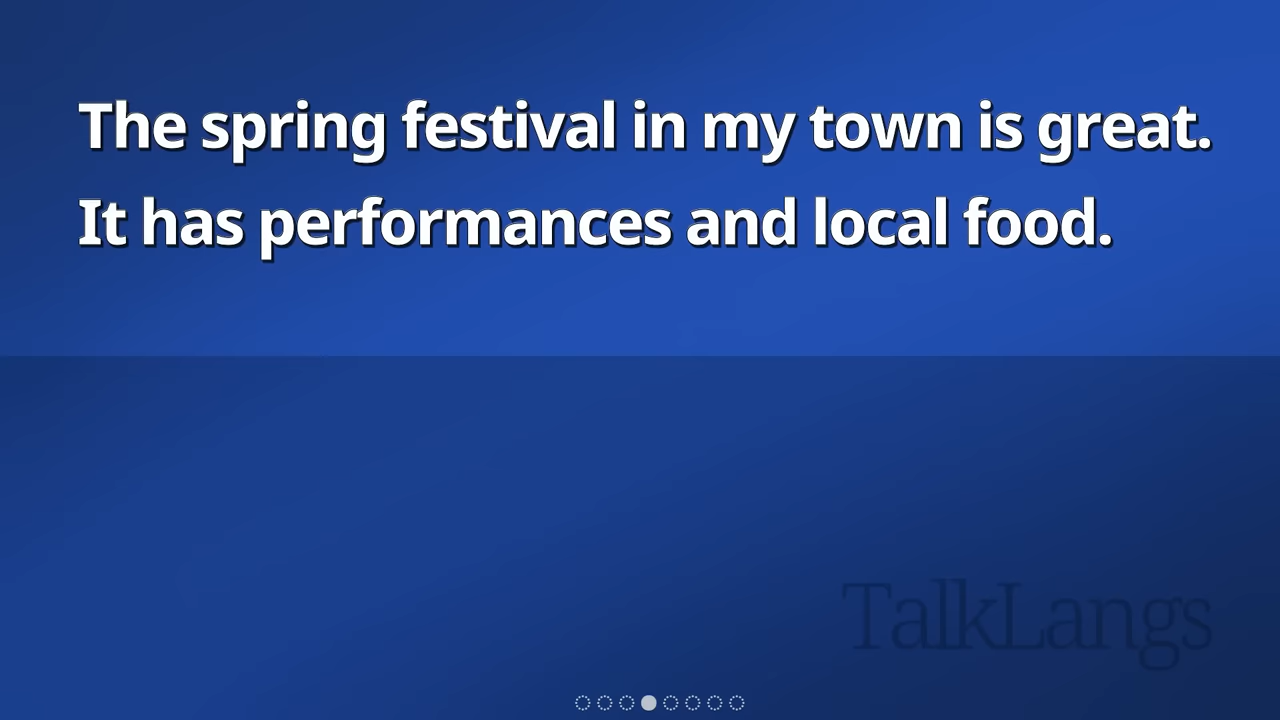 The spring festival in my town is great.
It has performances and local food.
TalkLangs